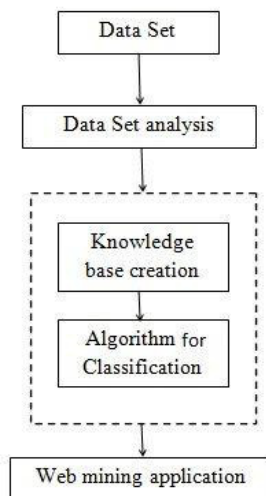 Data Set
Data Set analysis
Knowledge
base creation
Algorithm for
Classification
Web mining application